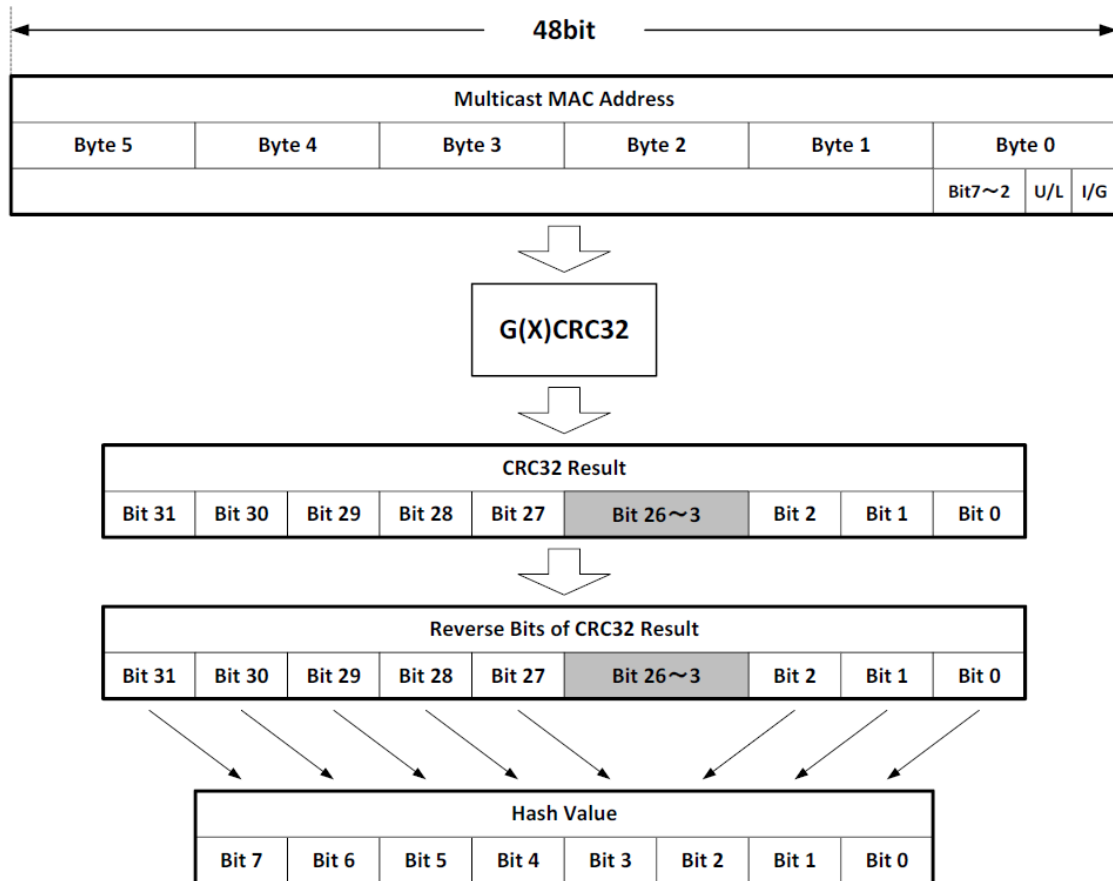 48bit
Multicast MAC Address
Byte 5 Byte 4 Byte 3 Byte 2 Byte 1 Byte 0
Bit7～2 U/L I/G
G(X)CRC32
CRC32 Result
Bit 31 Bit 30 Bit 29 Bit 28 Bit 27 Bit 26～3 Bit 2 Bit 1 Bit 0
Reverse Bits of CRC32 Result
Bit 31 Bit 30 Bit 29 Bit 28 Bit 27 Bit 26～3 Bit 2 Bit 1 Bit 0
Hash Value
Bit 7 Bit 6 Bit 5 Bit 4 Bit 3 Bit 2 Bit 1 Bit 0